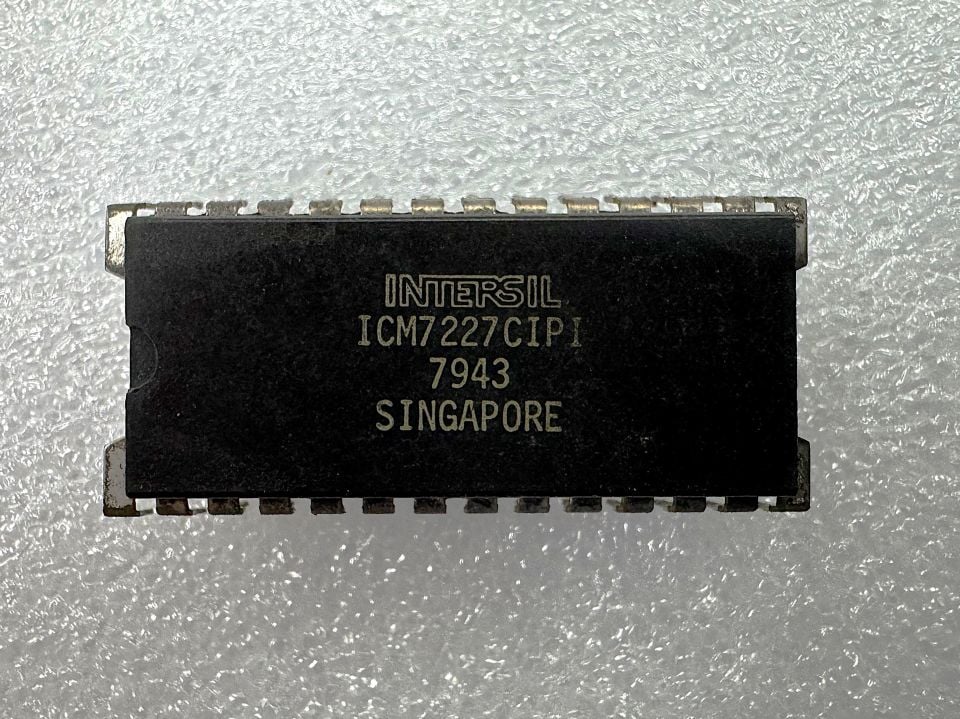 INTERSIL
ICM7227CIPI
7943
SINGAPORE